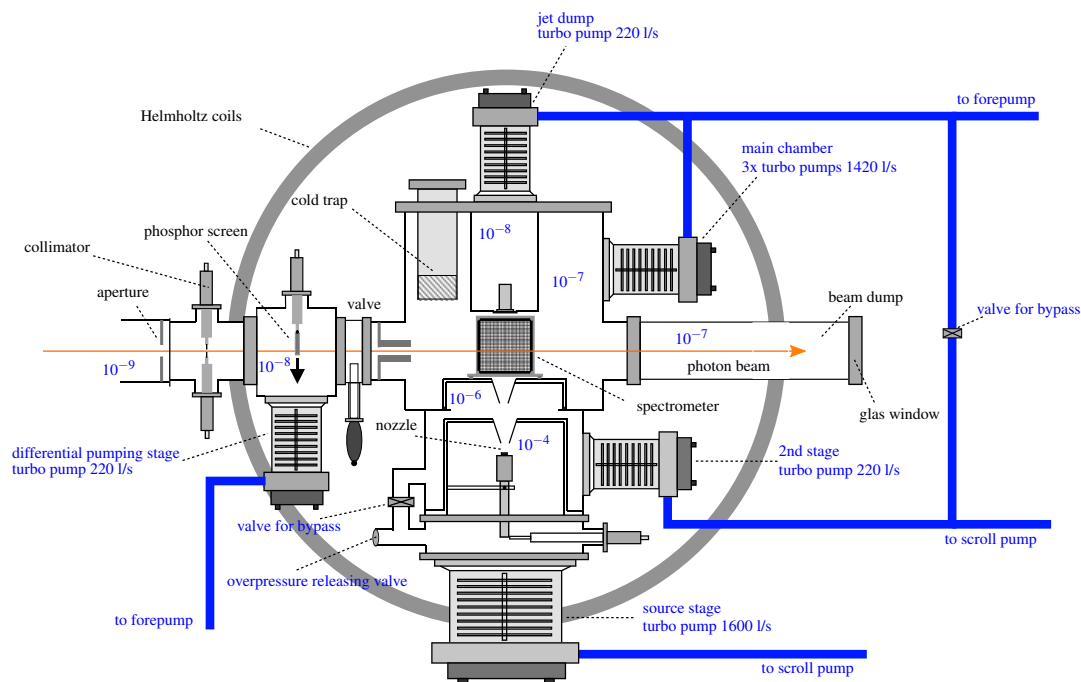 jet dump
turbo pump 220 l/s
to forepump
Helmholtz coils
main chamber
3x turbo pumps 1420 l/s
cold trap
phosphor screen
collimator
aperture
valve
10⁻⁸
10⁻⁷
beam dump
valve for bypass
10⁻⁹
10⁻⁸
10⁻⁷
photon beam
10⁻⁶
spectrometer
glas window
nozzle
10⁻⁴
differential pumping stage
turbo pump 220 l/s
2nd stage
turbo pump 220 l/s
valve for bypass
to scroll pump
overpressure releasing valve
to forepump
source stage
turbo pump 1600 l/s
to scroll pump